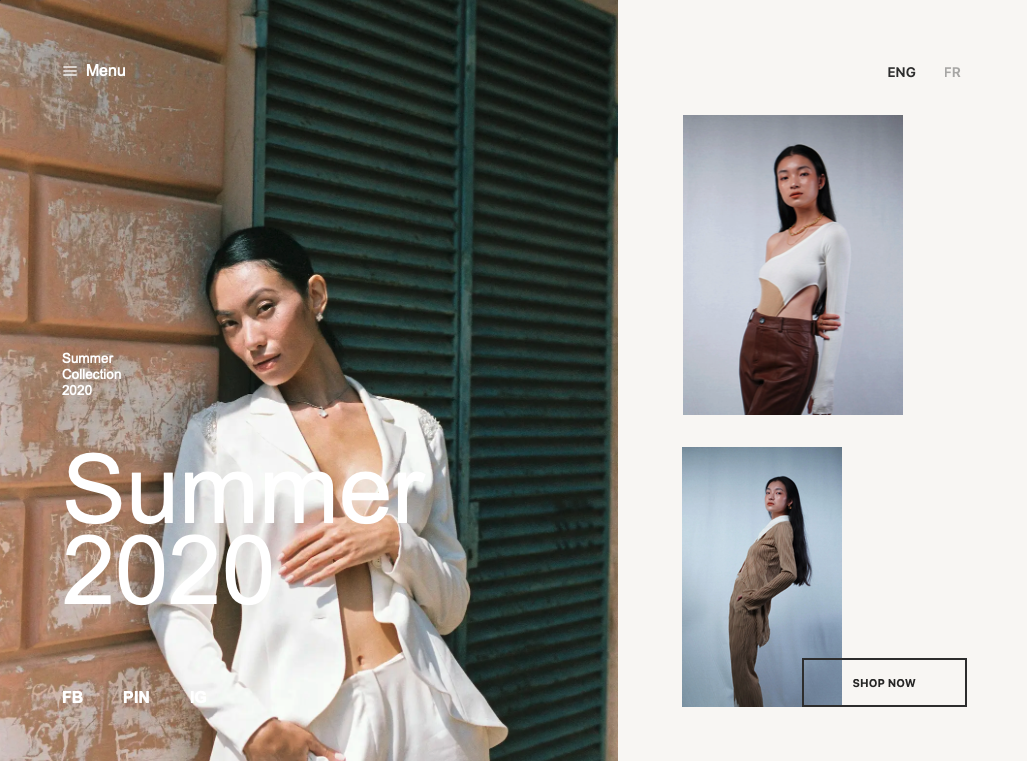 Menu
ENG FR
Summer
Collection
2020
Summer
2020
FB PIN IG
SHOP NOW